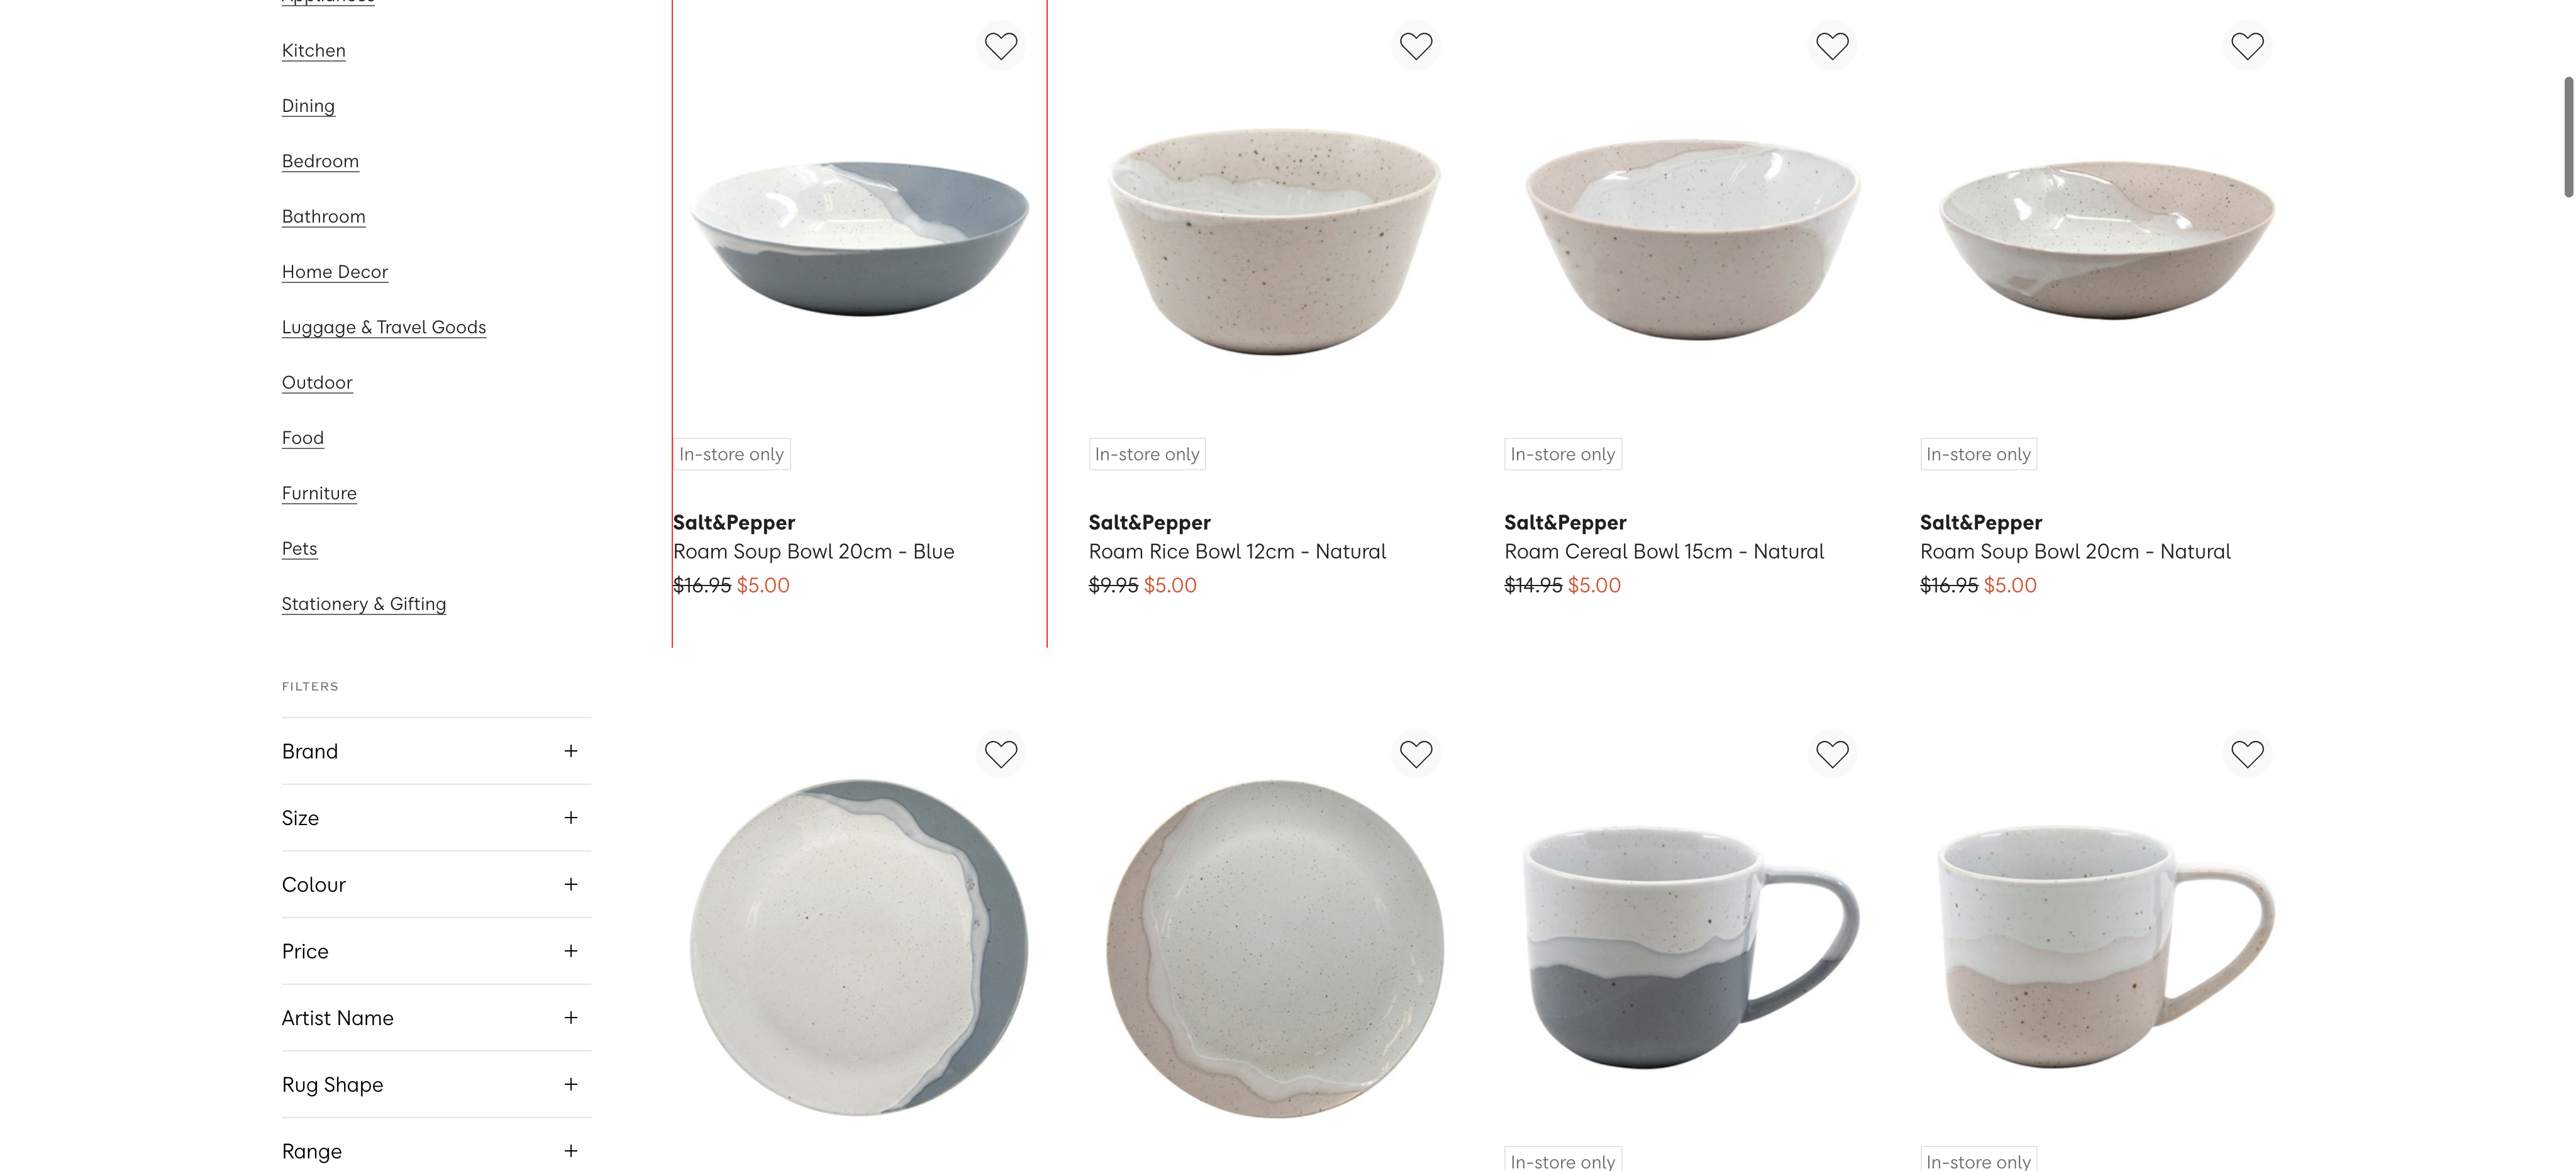 Appliances
Kitchen
Dining
Bedroom
Bathroom
Home Decor
Luggage & Travel Goods
Outdoor
Food
Furniture
Pets
Stationery & Gifting
FILTERS
Brand +
Size +
Colour +
Price +
Artist Name +
Rug Shape +
Range +
In-store only
Salt&Pepper
Roam Soup Bowl 20cm - Blue
$16.95 $5.00
In-store only
Salt&Pepper
Roam Rice Bowl 12cm - Natural
$9.95 $5.00
In-store only
Salt&Pepper
Roam Cereal Bowl 15cm - Natural
$14.95 $5.00
In-store only
Salt&Pepper
Roam Soup Bowl 20cm - Natural
$16.95 $5.00
In-store only
In-store only